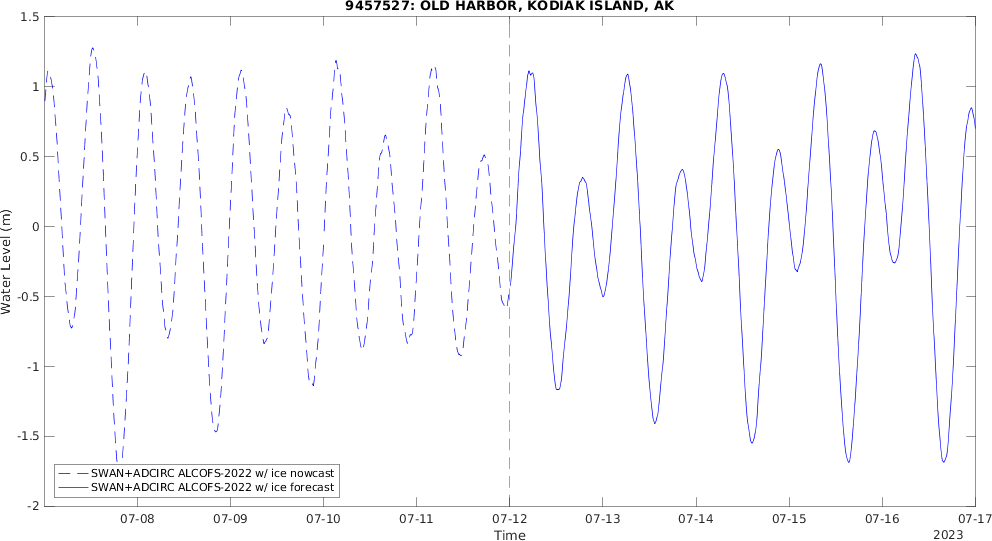 9457527: OLD HARBOR, KODIAK ISLAND, AK
1.5
1
0.5
0
-0.5
-1
-1.5
-2
Water Level (m)
SWAN+ADCIRC ALCOFS-2022 w/ ice nowcast
SWAN+ADCIRC ALCOFS-2022 w/ ice forecast
07-08 07-09 07-10 07-11 07-12 07-13 07-14 07-15 07-16 07-17
Time
2023